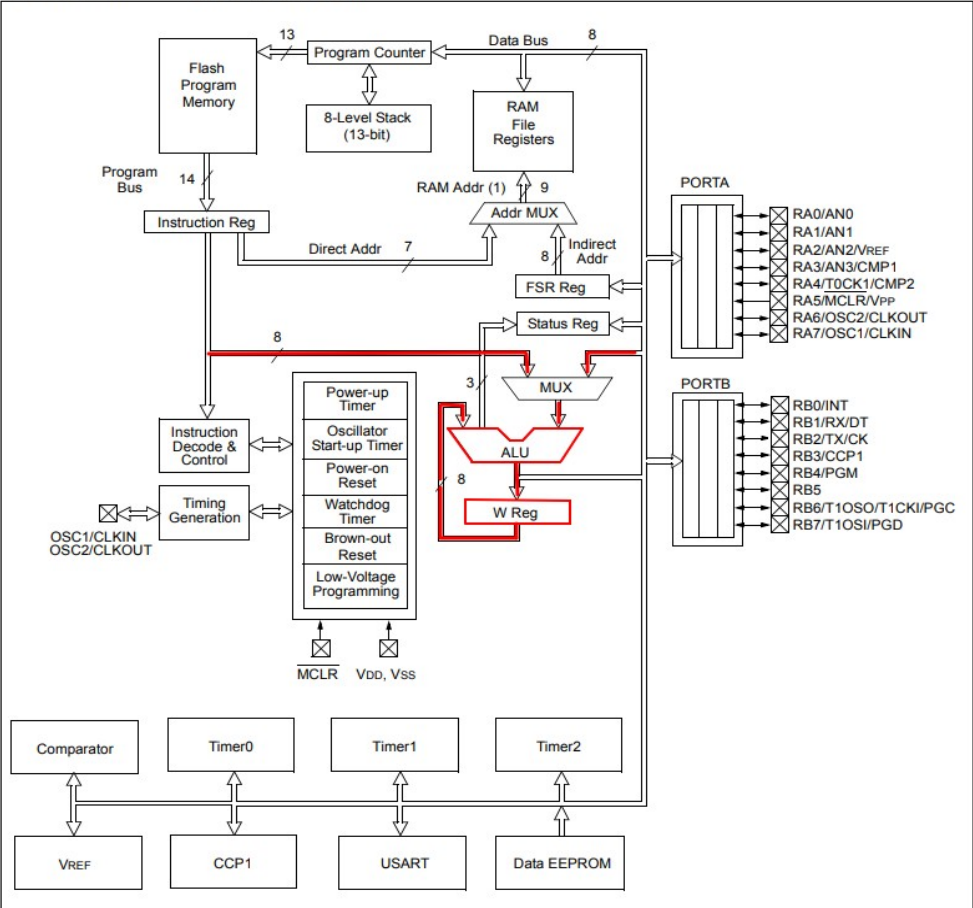 13
Program Counter
Data Bus
8
Flash
Program
Memory
8-Level Stack
(13-bit)
RAM
File
Registers
Program
Bus
14
RAM Addr (1)
9
PORTA
Instruction Reg
Addr MUX
Direct Addr
7
8
Indirect
Addr
FSR Reg
Status Reg
RA0/AN0
RA1/AN1
RA2/AN2/VREF
RA3/AN3/CMP1
RA4/T0CK1/CMP2
RA5/MCLR/VPP
RA6/OSC2/CLKOUT
RA7/OSC1/CLKIN
8
3
MUX
PORTB
Power-up
Timer
Oscillator
Start-up Timer
Power-on
Reset
Watchdog
Timer
Brown-out
Reset
Low-Voltage
Programming
Instruction
Decode &
Control
ALU
8
W Reg
RB0/INT
RB1/RX/DT
RB2/TX/CK
RB3/CCP1
RB4/PGM
RB5
RB6/T1OSO/T1CKI/PGC
RB7/T1OSI/PGD
Timing
Generation
OSC1/CLKIN
OSC2/CLKOUT
MCLR
VDD, VSS
Comparator
Timer0
Timer1
Timer2
VREF
CCP1
USART
Data EEPROM